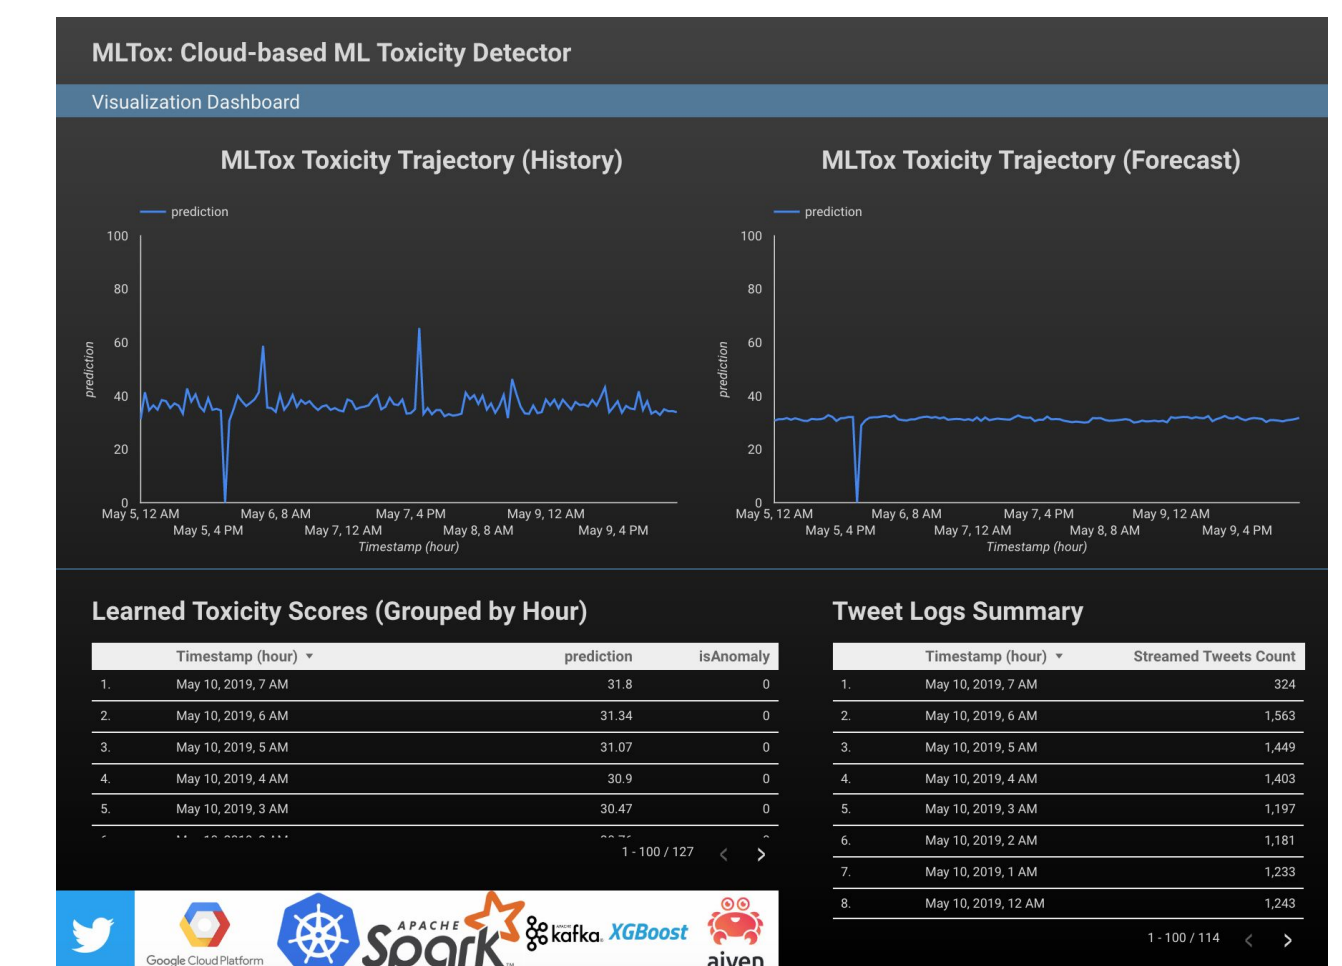 MLTox: Cloud-based ML Toxicity Detector
Visualization Dashboard
MLTox Toxicity Trajectory (History)
prediction
100
80
60
40
20
0
prediction
May 5, 12 AM
May 6, 8 AM
May 7, 4 PM
May 9, 12 AM
May 5, 4 PM
May 7, 12 AM
May 8, 8 AM
May 9, 4 PM
Timestamp (hour)
MLTox Toxicity Trajectory (Forecast)
prediction
100
80
60
40
20
0
prediction
May 5, 12 AM
May 6, 8 AM
May 7, 4 PM
May 9, 12 AM
May 5, 4 PM
May 7, 12 AM
May 8, 8 AM
May 9, 4 PM
Timestamp (hour)
Learned Toxicity Scores (Grouped by Hour)
Timestamp (hour) ▼ prediction isAnomaly
1. May 10, 2019, 7 AM 31.8 0
2. May 10, 2019, 6 AM 31.34 0
3. May 10, 2019, 5 AM 31.07 0
4. May 10, 2019, 4 AM 30.9 0
5. May 10, 2019, 3 AM 30.47 0
1 - 100 / 127 < >
Tweet Logs Summary
Timestamp (hour) ▼ Streamed Tweets Count
1. May 10, 2019, 7 AM 324
2. May 10, 2019, 6 AM 1,563
3. May 10, 2019, 5 AM 1,449
4. May 10, 2019, 4 AM 1,403
5. May 10, 2019, 3 AM 1,197
6. May 10, 2019, 2 AM 1,181
7. May 10, 2019, 1 AM 1,233
8. May 10, 2019, 12 AM 1,243
1 - 100 / 114 < >
Google Cloud Platform
APACHE
Spark™
kafka.
XGBoost
aiven